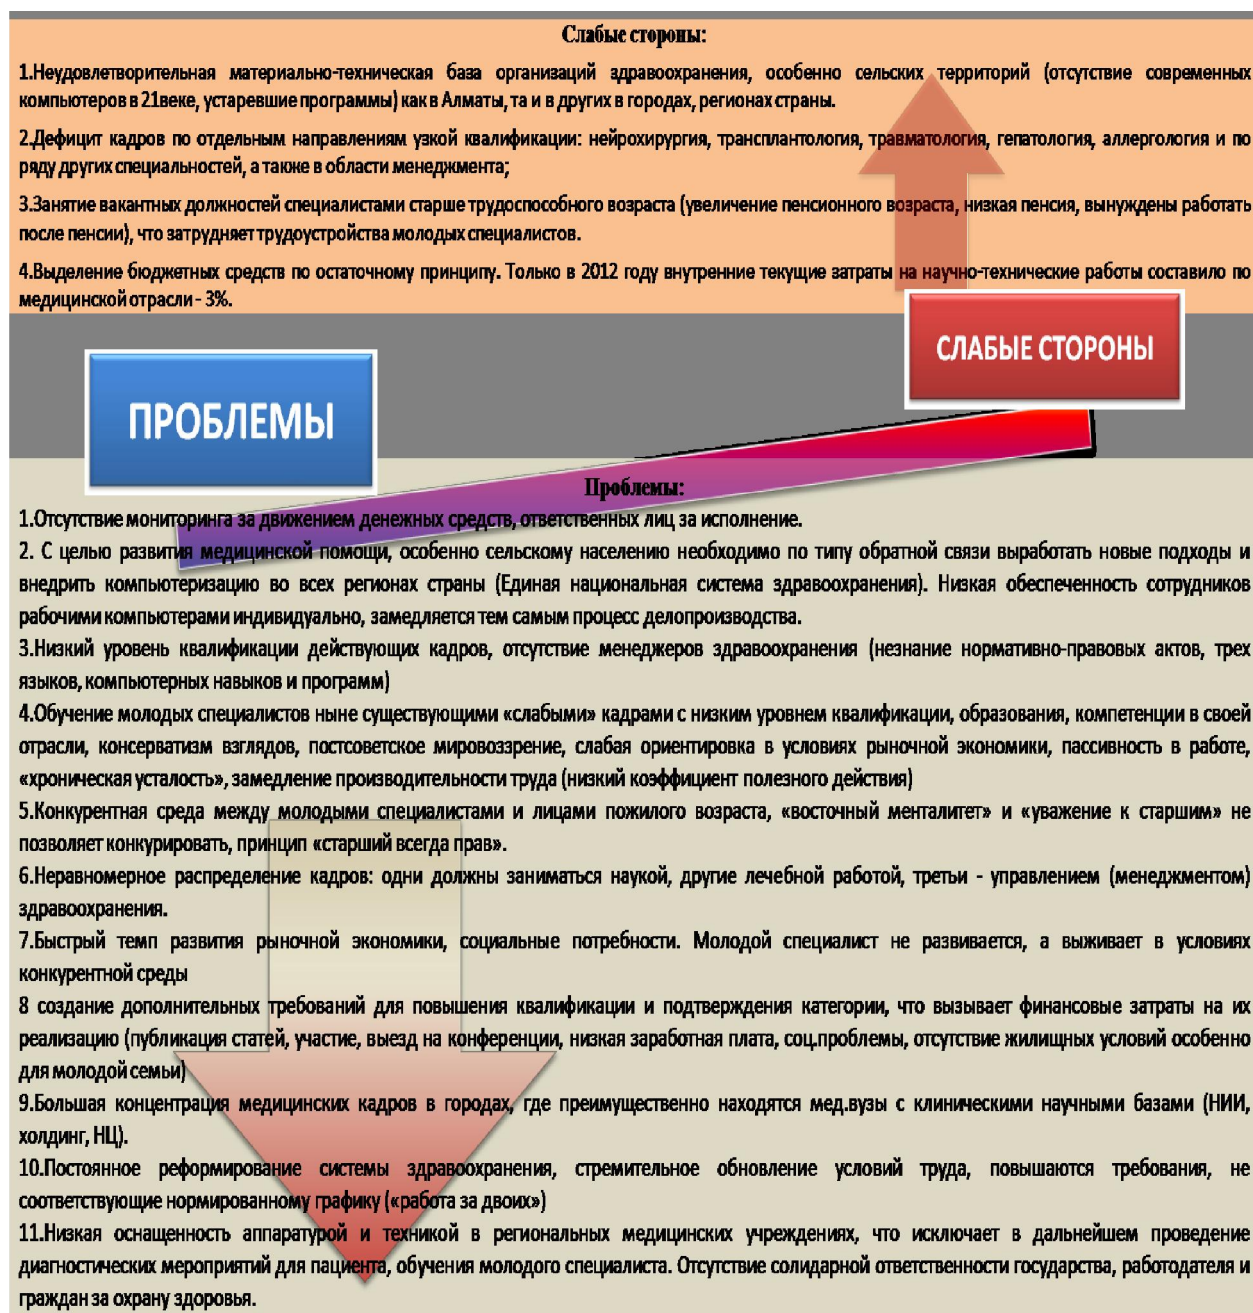 Слабые стороны:
1.Неудовлетворительная материально-техническая база организаций здравоохранения, особенно сельских территорий (отсутствие современных
компьютеров в 21веке, устаревшие программы) как в Алматы, та и в других в городах, регионах страны.
2.Дефицит кадров по отдельным направлениям узкой квалификации: нейрохирургия, трансплантология, травматология, гепатология, аллергология и по
ряду других специальностей, а также в области менеджмента;
3.Занятие вакантных должностей специалистами старше трудоспособного возраста (увеличение пенсионного возраста, низкая пенсия, вынуждены работать
после пенсии), что затрудняет трудоустройства молодых специалистов.
4.Выделение бюджетных средств по остаточному принципу. Только в 2012 году внутренние текущие затраты на научно-технические работы составило по
медицинской отрасли - 3%.
СЛАБЫЕ СТОРОНЫ
ПРОБЛЕМЫ
Проблемы:
1.Отсутствие мониторинга за движением денежных средств, ответственных лиц за исполнение.
2. С целью развития медицинской помощи, особенно сельскому населению необходимо по типу обратной связи выработать новые подходы и
внедрить компьютеризацию во всех регионах страны (Единая национальная система здравоохранения). Низкая обеспеченность сотрудников
рабочими компьютерами индивидуально, замедляется тем самым процесс делопроизводства.
3.Низкий уровень квалификации действующих кадров, отсутствие менеджеров здравоохранения (незнание нормативно-правовых актов, трех
языков, компьютерных навыков и программ)
4.Обучение молодых специалистов ныне существующими «слабыми» кадрами с низким уровнем квалификации, образования, компетенции в своей
отрасли, консерватизм взглядов, постсоветское мировоззрение, слабая ориентировка в условиях рыночной экономики, пассивность в работе,
«хроническая усталость», замедление производительности труда (низкий коэффициент полезного действия)
5.Конкурентная среда между молодыми специалистами и лицами пожилого возраста, «восточный менталитет» и «уважение к старшим» не
позволяет конкурировать, принцип «старший всегда прав».
6.Неравномерное распределение кадров: одни должны заниматься наукой, другие лечебной работой, третьи - управлением (менеджментом)
здравоохранения.
7.Быстрый темп развития рыночной экономики, социальные потребности. Молодой специалист не развивается, а выживает в условиях
конкурентной среды
8 создание дополнительных требований для повышения квалификации и подтверждения категории, что вызывает финансовые затраты на их
реализацию (публикация статей, участие, выезд на конференции, низкая заработная плата, соц.проблемы, отсутствие жилищных условий особенно
для молодой семьи)
9.Большая концентрация медицинских кадров в городах, где преимущественно находятся мед.вузы с клиническими научными базами (НИИ,
холдинг, НЦ).
10.Постоянное реформирование системы здравоохранения, стремительное обновление условий труда, повышаются требования, не
соответствующие нормированному графику («работа за двоих»)
11.Низкая оснащенность аппаратурой и техникой в региональных медицинских учреждениях, что исключает в дальнейшем проведение
диагностических мероприятий для пациента, обучения молодого специалиста. Отсутствие солидарной ответственности государства, работодателя и
граждан за охрану здоровья.